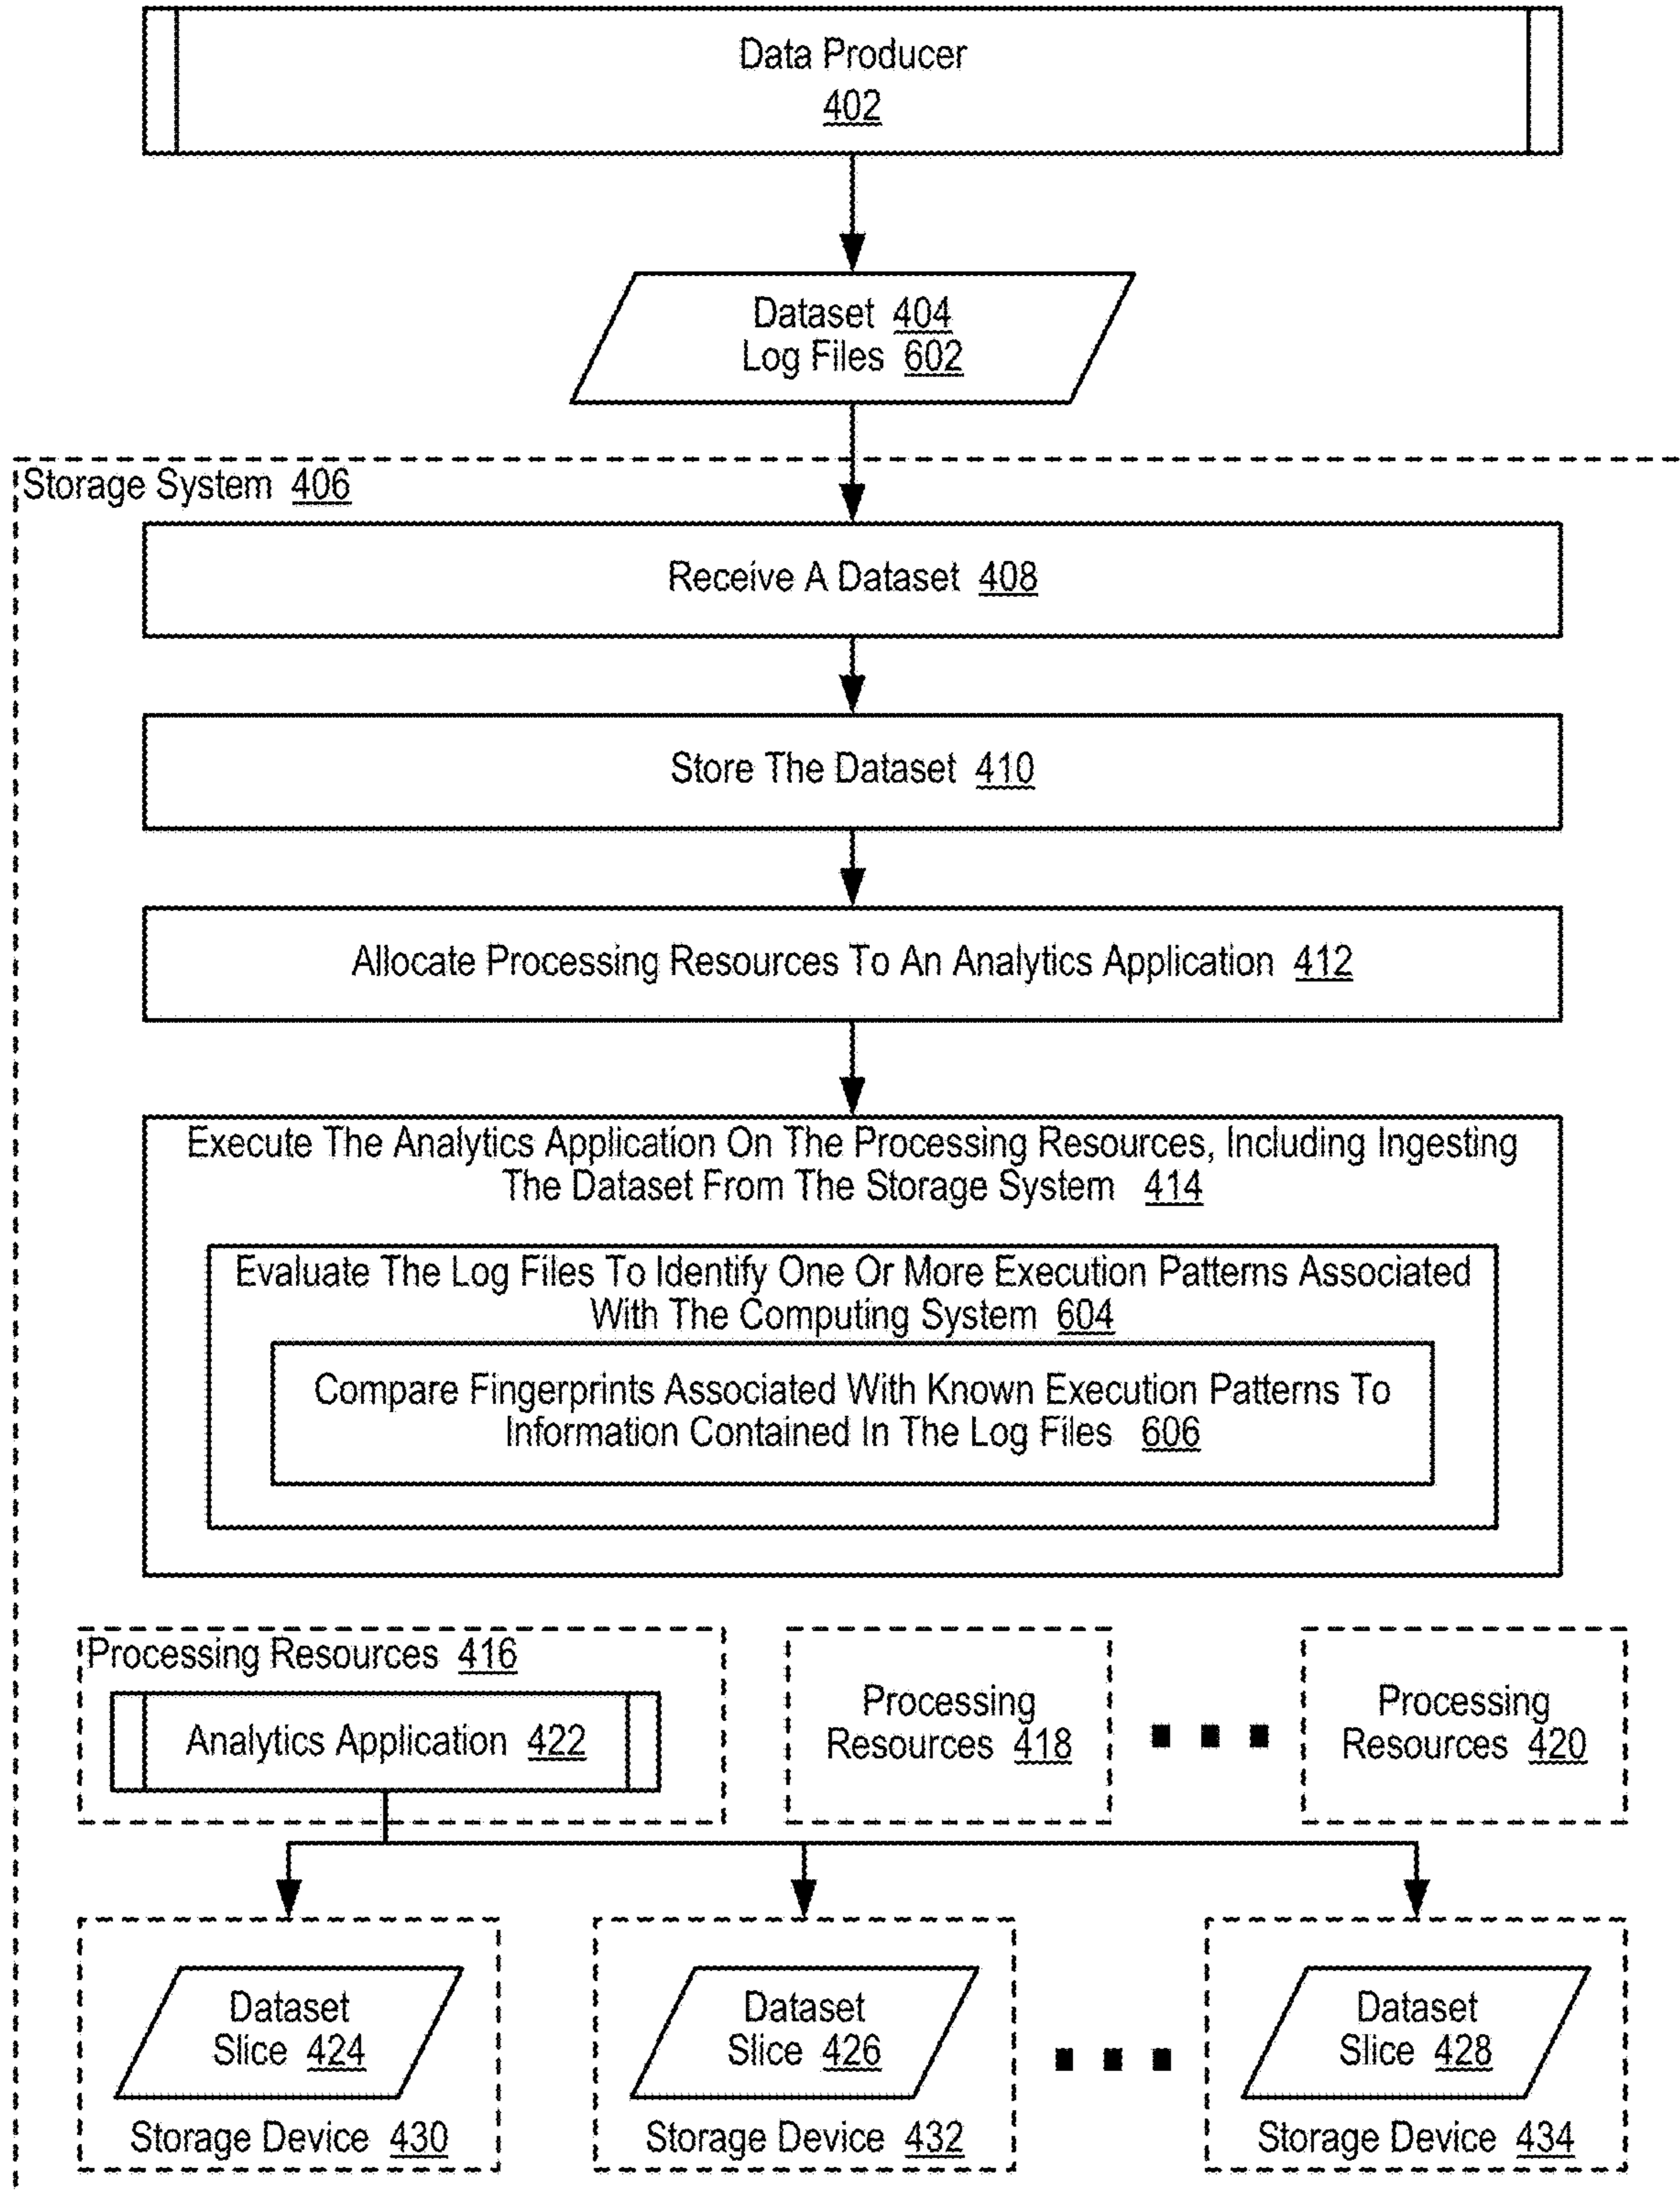 Data Producer
402
Dataset 404
Log Files 602
Storage System 406
Receive A Dataset 408
Store The Dataset 410
Allocate Processing Resources To An Analytics Application 412
Execute The Analytics Application On The Processing Resources, Including Ingesting
The Dataset From The Storage System 414
Evaluate The Log Files To Identify One Or More Execution Patterns Associated
With The Computing System 604
Compare Fingerprints Associated With Known Execution Patterns To
Information Contained In The Log Files 606
Processing Resources 416
Analytics Application 422
Processing
Resources 418
Processing
Resources 420
Dataset
Slice 424
Storage Device 430
Dataset
Slice 426
Storage Device 432
Dataset
Slice 428
Storage Device 434